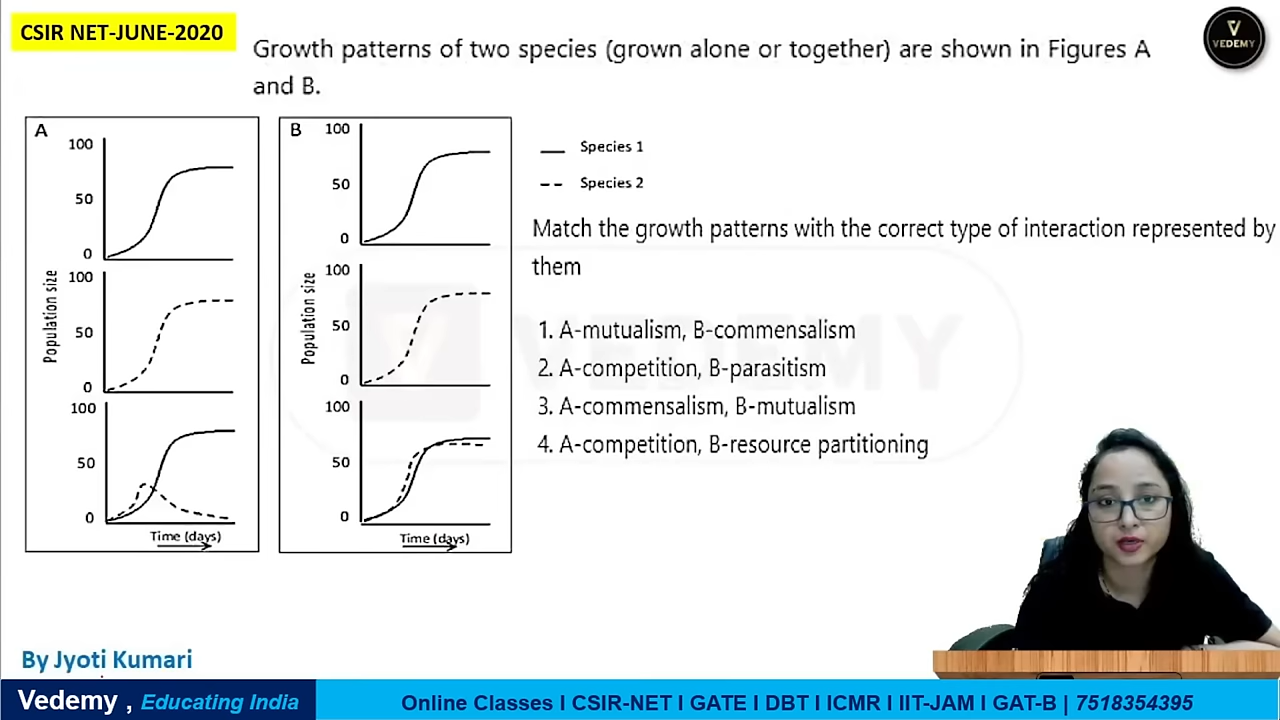 CSIR NET-JUNE-2020
Growth patterns of two species (grown alone or together) are shown in Figures A
and B.
VEDEMY
A
100
50
0
100
50
0
100
50
0
Population size
Time (days)
B
100
50
0
100
50
0
100
50
0
Population size
Time (days)
Species 1
Species 2
Match the growth patterns with the correct type of interaction represented by
them
1. A-mutualism, B-commensalism
2. A-competition, B-parasitism
3. A-commensalism, B-mutualism
4. A-competition, B-resource partitioning
VEDEMY
By Jyoti Kumari
Vedemy , Educating India
Online Classes I CSIR-NET I GATE I DBT I ICMR I IIT-JAM I GAT-B | 7518354395